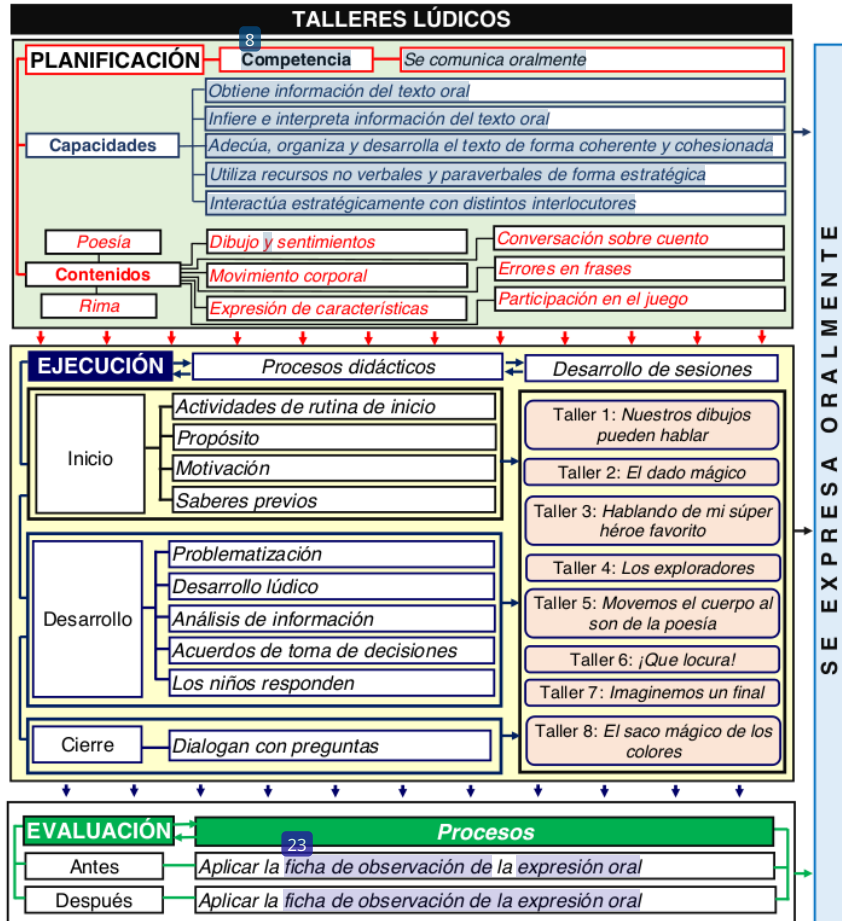 TALLERES LÚDICOS
8
PLANIFICACIÓN
Competencia
Se comunica oralmente
Capacidades
Obtiene información del texto oral
Infiere e interpreta información del texto oral
Adecúa, organiza y desarrolla el texto de forma coherente y cohesionada
Utiliza recursos no verbales y paraverbales de forma estratégica
Interactúa estratégicamente con distintos interlocutores
Contenidos
Poesía
Rima
Dibujo y sentimientos
Movimiento corporal
Expresión de características
Conversación sobre cuento
Errores en frases
Participación en el juego
EJECUCIÓN
Procesos didácticos
Desarrollo de sesiones
Inicio
Actividades de rutina de inicio
Propósito
Motivación
Saberes previos
Desarrollo
Problematización
Desarrollo lúdico
Análisis de información
Acuerdos de toma de decisiones
Los niños responden
Cierre
Dialogan con preguntas
Taller 1: Nuestros dibujos
pueden hablar
Taller 2: El dado mágico
Taller 3: Hablando de mi súper
héroe favorito
Taller 4: Los exploradores
Taller 5: Movemos el cuerpo al
son de la poesía
Taller 6: ¡Que locura!
Taller 7: Imaginemos un final
Taller 8: El saco mágico de los
colores
EVALUACIÓN
Procesos
23
Antes
Aplicar la ficha de observación de la expresión oral
Después
Aplicar la ficha de observación de la expresión oral
SE EXPRESA ORALMENTE